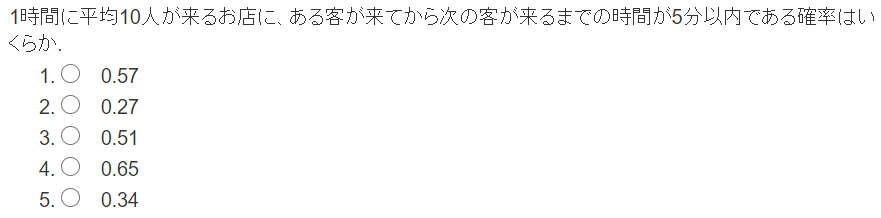 1時間に平均10人が来るお店に、ある客が来てから次の客が来るまでの時間が5分以内である確率はい
くらか.
1. 0.57
2. 0.27
3. 0.51
4. 0.65
5. 0.34